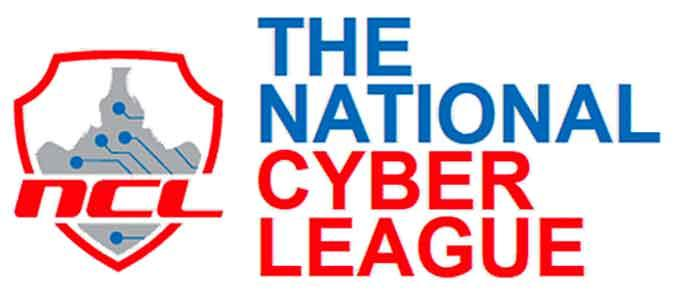 NCL
THE
NATIONAL
CYBER
LEAGUE